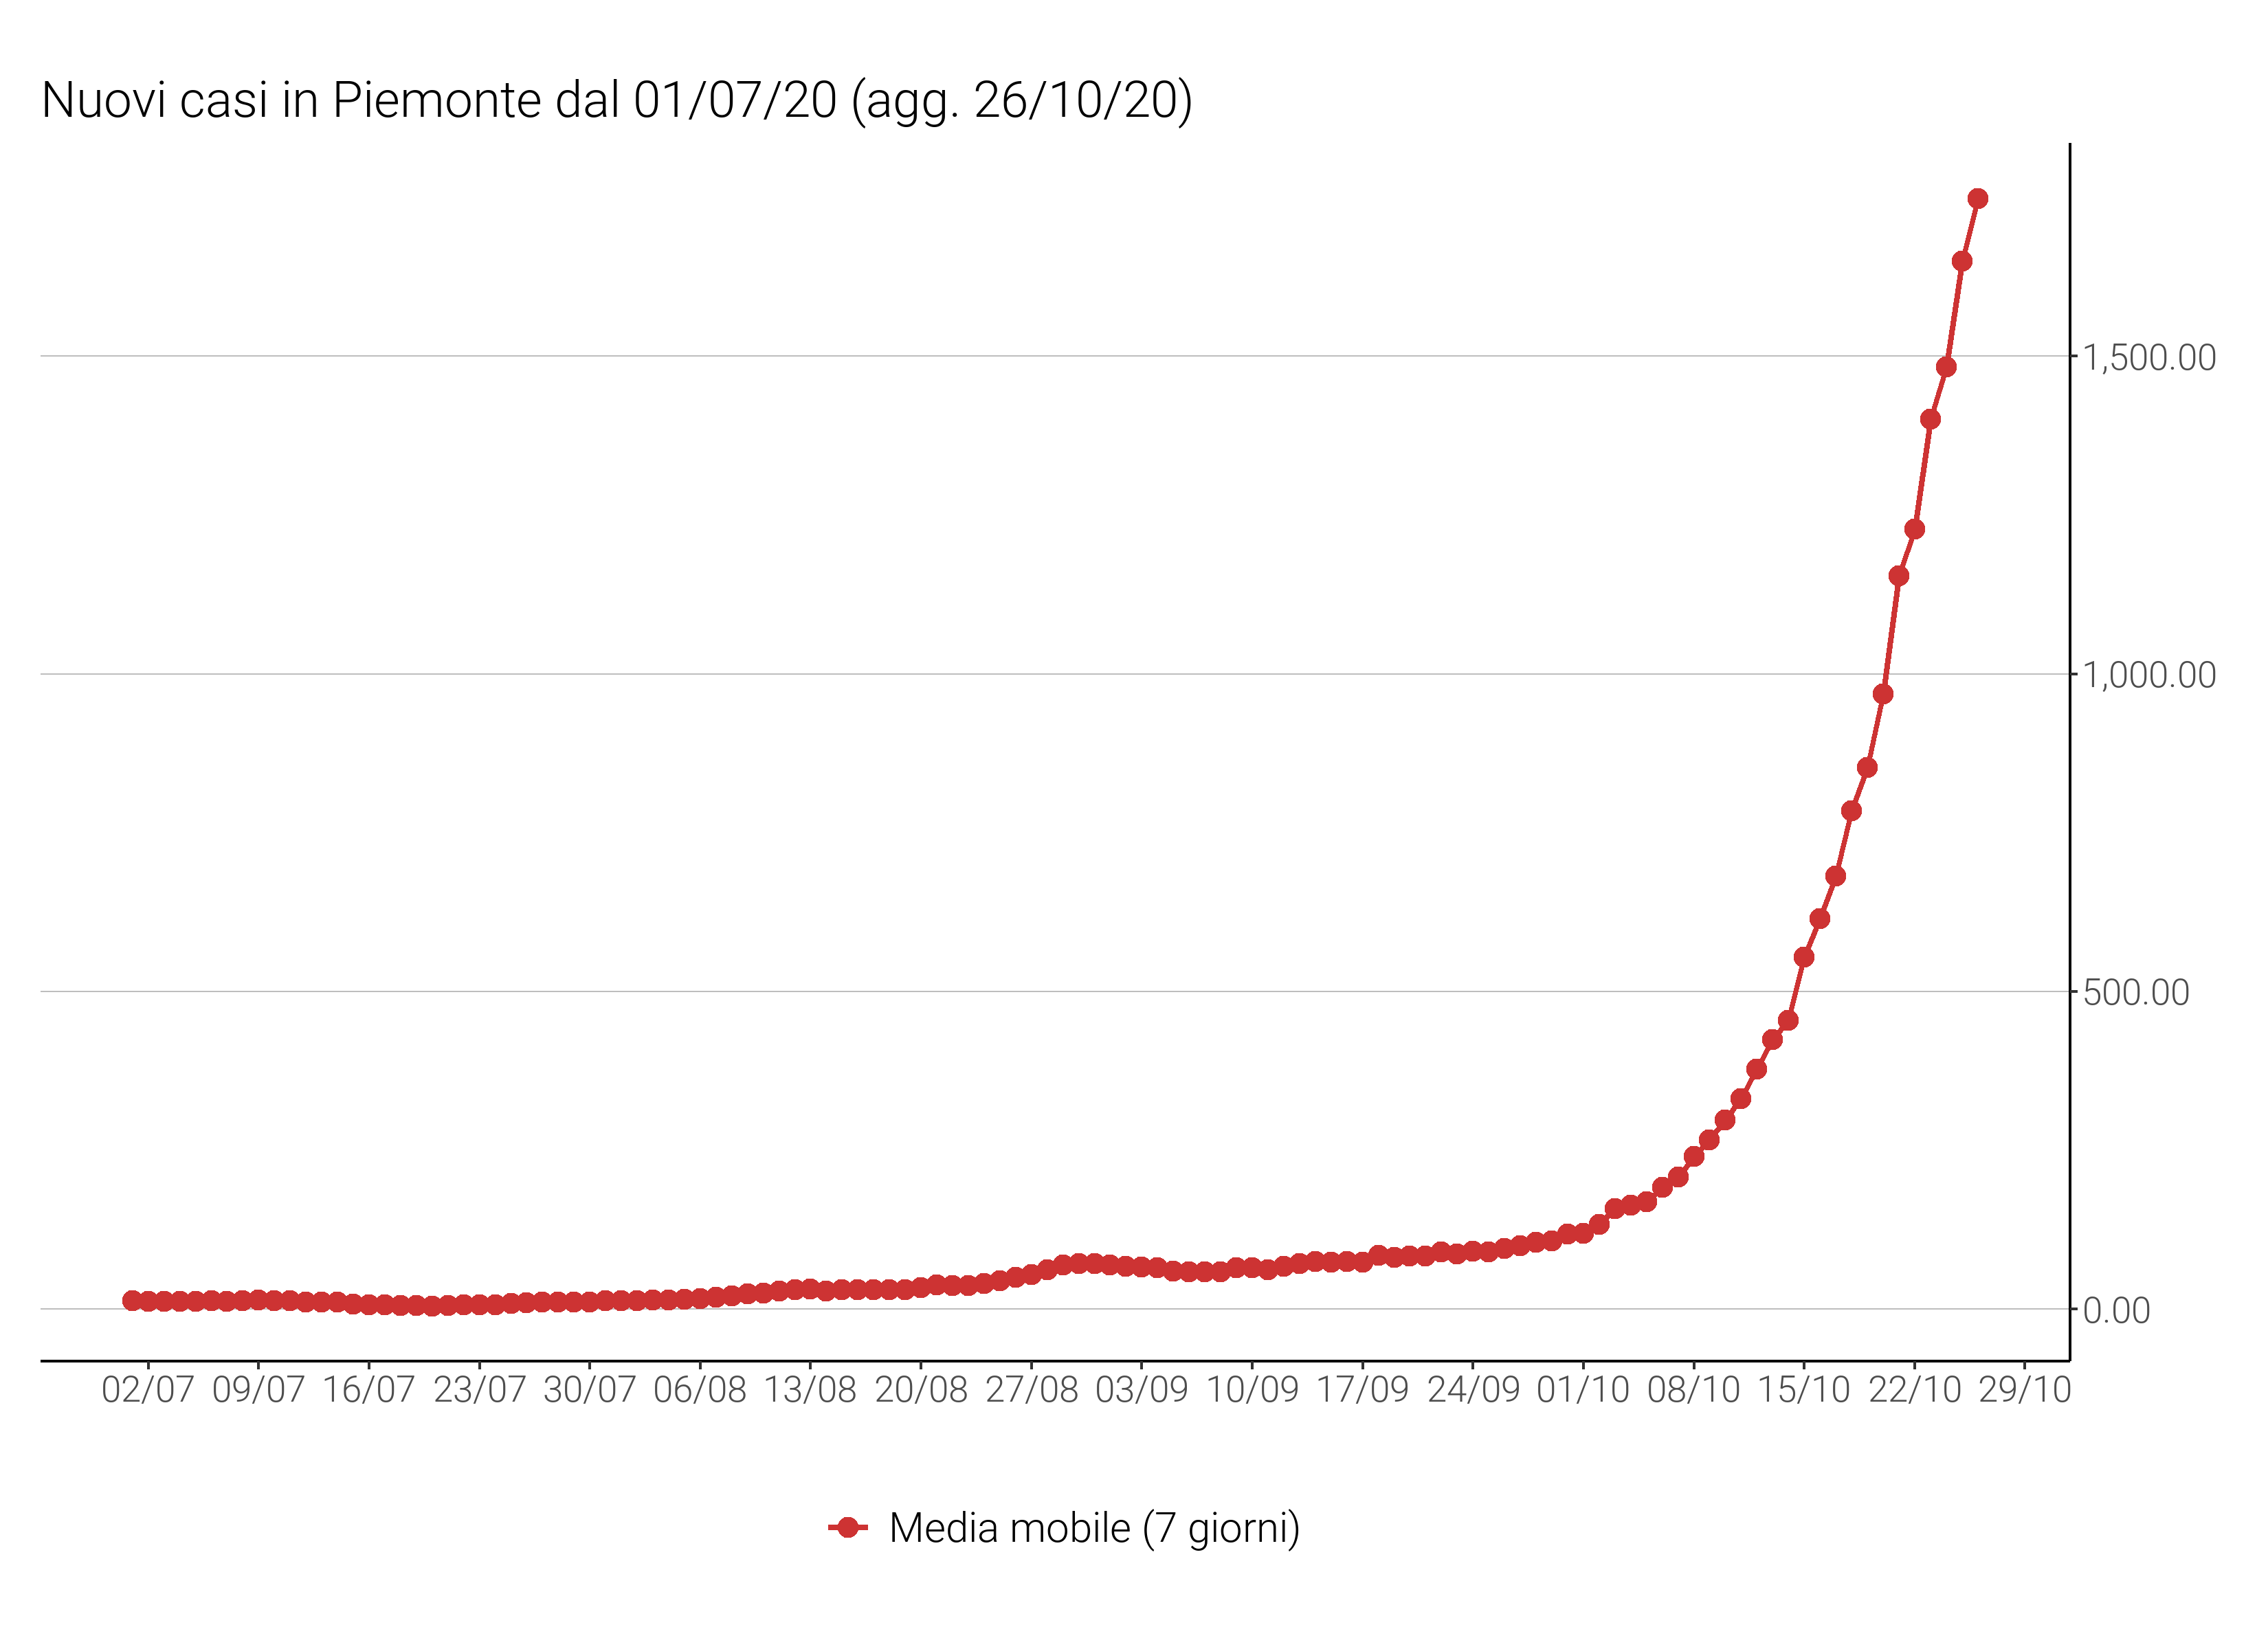 Nuovi casi in Piemonte dal 01/07/20 (agg. 26/10/20)
1,500.00
1,000.00
500.00
0.00
02/07 09/07 16/07 23/07 30/07 06/08 13/08 20/08 27/08 03/09 10/09 17/09 24/09 01/10 08/10 15/10 22/10 29/10
Media mobile (7 giorni)